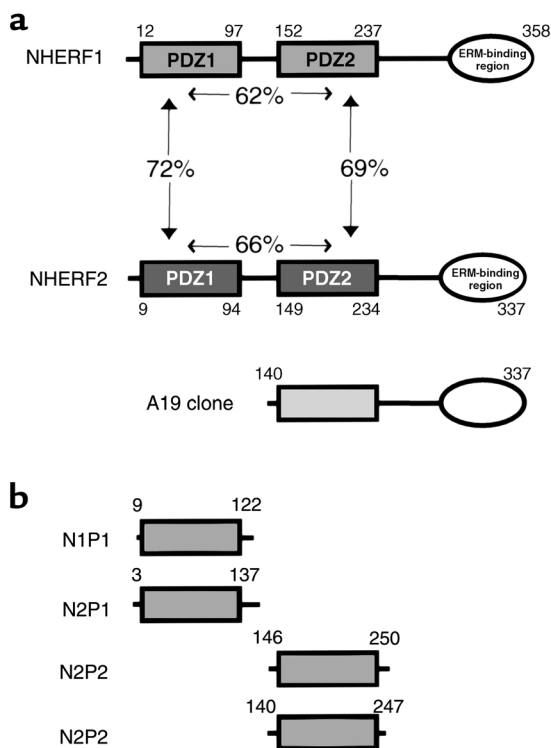 a
12 97 152 237 358
NHERF1 PDZ1 PDZ2 ERM-binding
region
62%
72% 69%
66%
NHERF2 PDZ1 PDZ2 ERM-binding
region
9 94 149 234 337
140 337
A19 clone
b
9 122
N1P1
3 137
N2P1
146 250
N2P2
140 247
N2P2